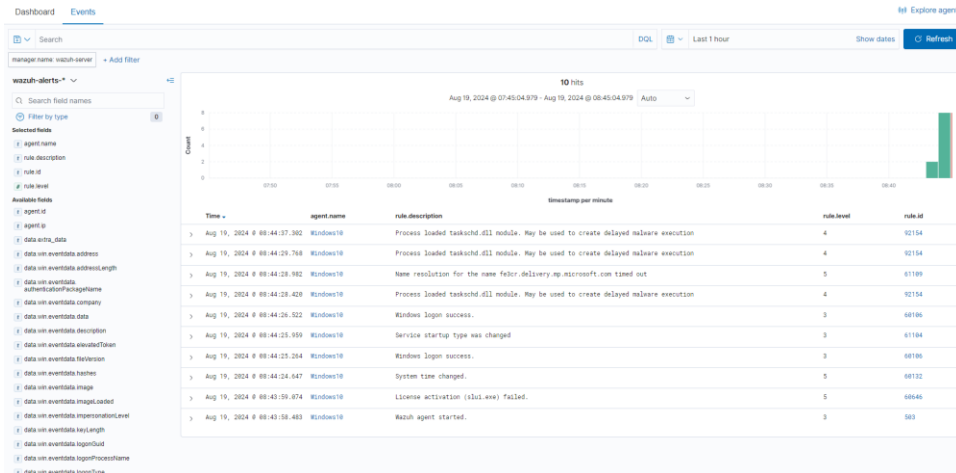 Dashboard Events
Explore agen
Search DQL Last 1 hour Show dates Refresh
manager.name: wazuh-server + Add filter
wazuh-alerts-*
Search field names
Filter by type 0
Selected fields
agent.name
rule.description
rule.id
rule.level
Available fields
agent.id
agent.ip
data.extra_data
data.win.eventdata.address
data.win.eventdata.addressLength
data.win.eventdata.
authenticationPackageName
data.win.eventdata.company
data.win.eventdata.data
data.win.eventdata.description
data.win.eventdata.elevatedToken
data.win.eventdata.fileVersion
data.win.eventdata.hashes
data.win.eventdata.image
data.win.eventdata.imageLoaded
data.win.eventdata.impersonationLevel
data.win.eventdata.keyLength
data.win.eventdata.logonGuid
data.win.eventdata.logonProcessName
data.win.eventdata.logonType
10 hits
Aug 19, 2024 @ 07:45:04.979 - Aug 19, 2024 @ 08:45:04.979 Auto
Count
8
6
4
2
0
07:50 07:55 08:00 08:05 08:10 08:15 08:20 08:25 08:30 08:35 08:40
timestamp per minute
Time agent.name rule.description rule.level rule.id
Aug 19, 2024 @ 08:44:37.302 Windows10 Process loaded taskschd.dll module. May be used to create delayed malware execution 4 92154
Aug 19, 2024 @ 08:44:29.768 Windows10 Process loaded taskschd.dll module. May be used to create delayed malware execution 4 92154
Aug 19, 2024 @ 08:44:28.982 Windows10 Name resolution for the name fe3cr.delivery.mp.microsoft.com timed out 5 61109
Aug 19, 2024 @ 08:44:28.420 Windows10 Process loaded taskschd.dll module. May be used to create delayed malware execution 4 92154
Aug 19, 2024 @ 08:44:26.522 Windows10 Windows logon success. 3 60106
Aug 19, 2024 @ 08:44:25.959 Windows10 Service startup type was changed 3 61104
Aug 19, 2024 @ 08:44:25.264 Windows10 Windows logon success. 3 60106
Aug 19, 2024 @ 08:44:24.647 Windows10 System time changed. 5 60132
Aug 19, 2024 @ 08:43:59.074 Windows10 License activation (slui.exe) failed. 5 60646
Aug 19, 2024 @ 08:43:58.483 Windows10 Wazuh agent started. 3 503